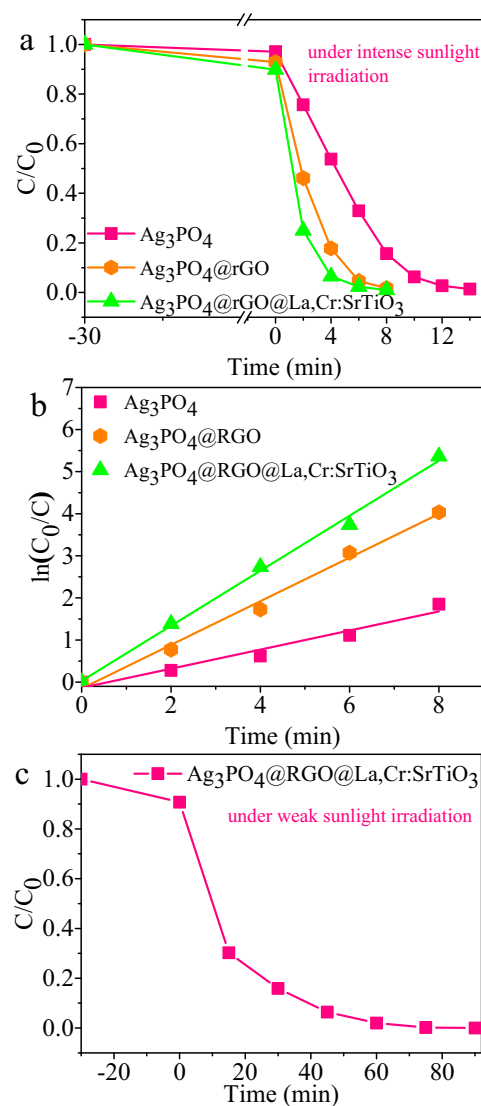 a
under intense sunlight
irradiation
C/C0
1.0
0.8
0.6
0.4
0.2
0.0
Ag3PO4
Ag3PO4@rGO
Ag3PO4@rGO@La,Cr:SrTiO3
-30 0 4 8 12
Time (min)
b
ln(C0/C)
7
6
5
4
3
2
1
0
Ag3PO4
Ag3PO4@RGO
Ag3PO4@RGO@La,Cr:SrTiO3
0 2 4 6 8
Time (min)
c
Ag3PO4@RGO@La,Cr:SrTiO3
under weak sunlight irradiation
C/C0
1.0
0.8
0.6
0.4
0.2
0.0
-20 0 20 40 60 80
Time (min)